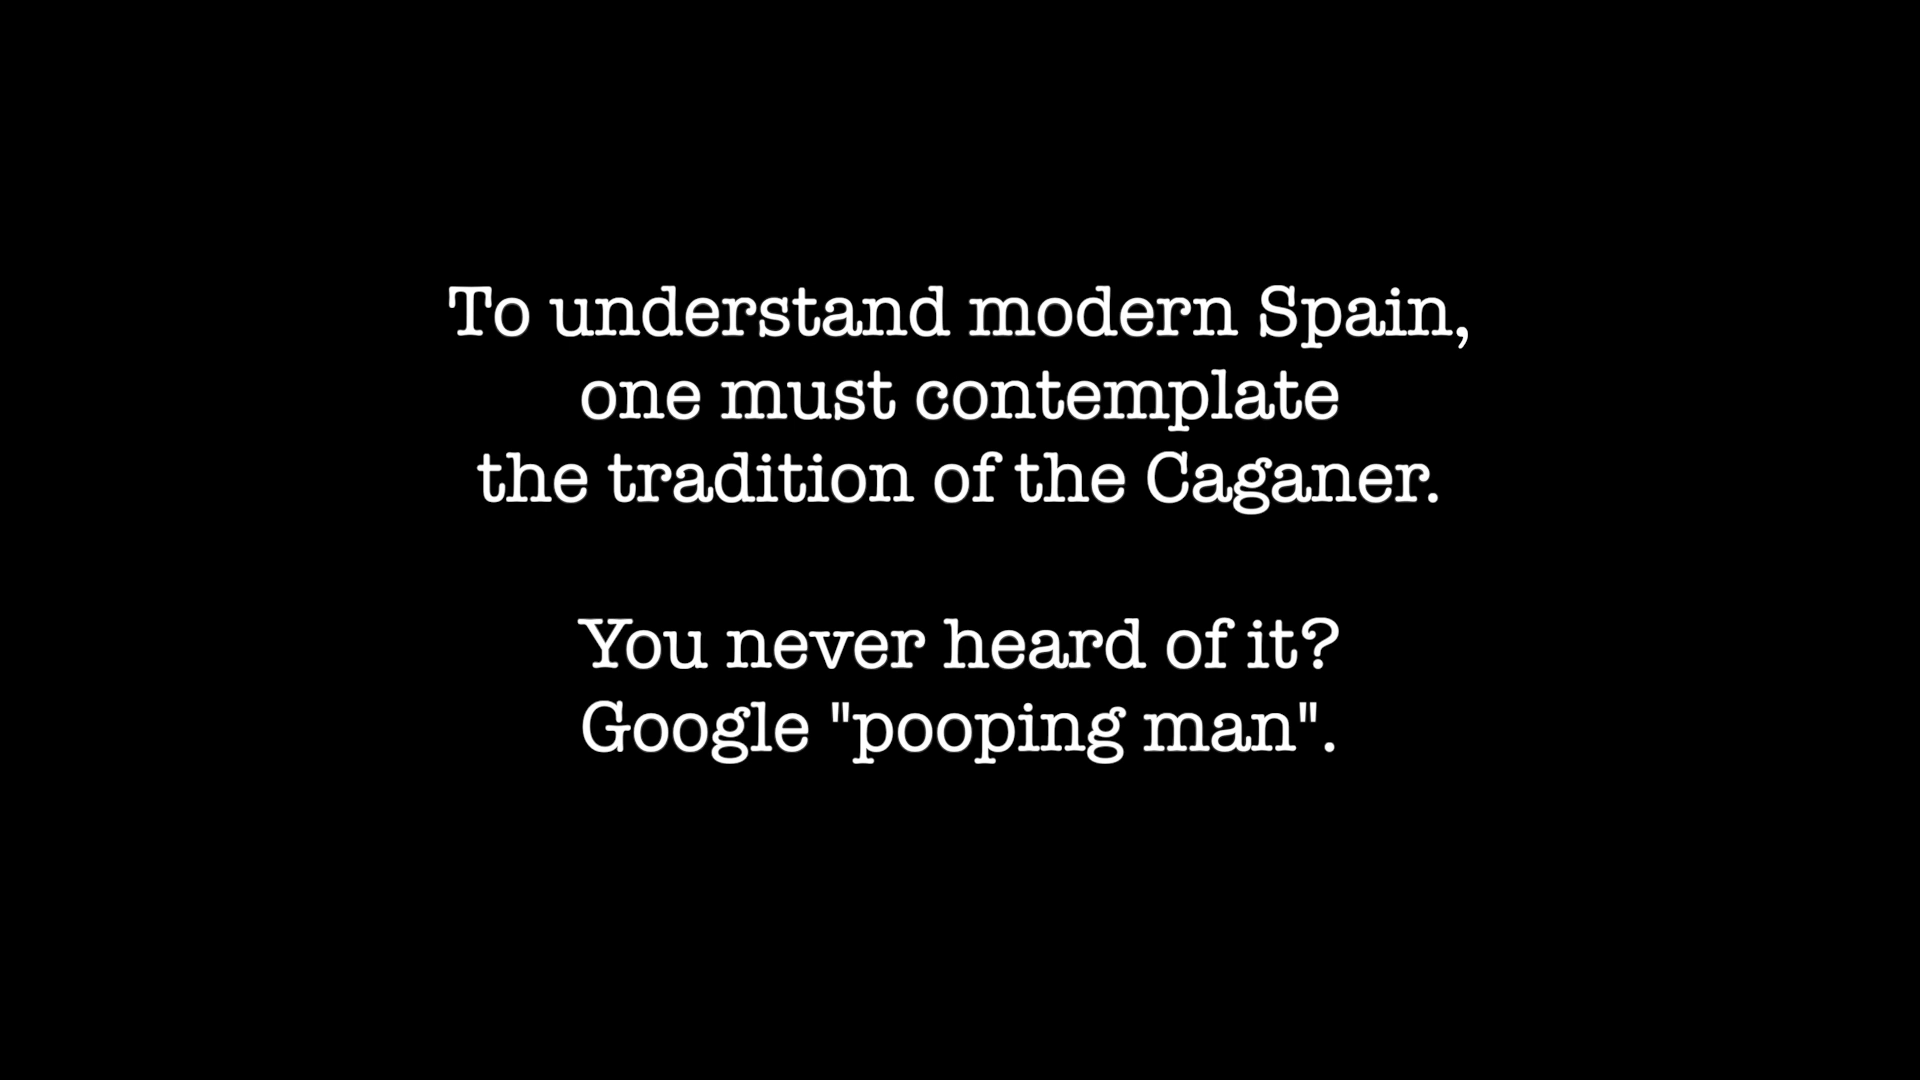 To understand modern Spain,
one must contemplate
the tradition of the Caganer.
You never heard of it?
Google "pooping man".